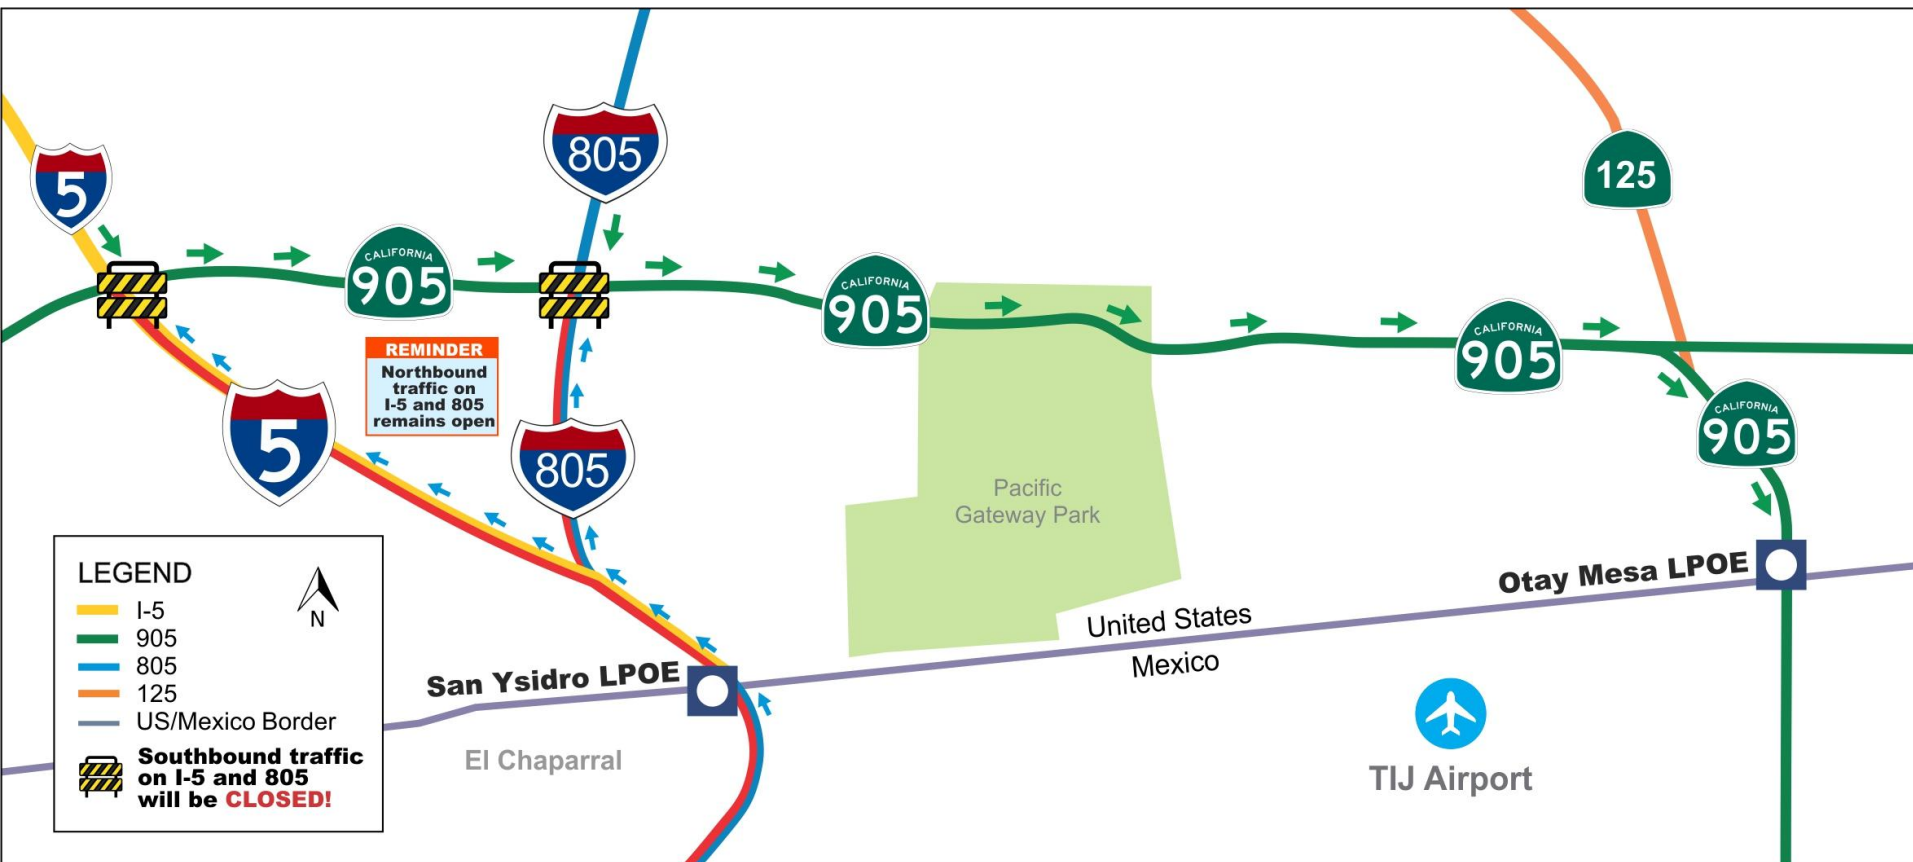 805
5
125
CALIFORNIA
905
CALIFORNIA
905
CALIFORNIA
905
REMINDER
Northbound
traffic on
I-5 and 805
remains open
5
805
CALIFORNIA
905
Pacific
Gateway Park
LEGEND
N
I-5
905
805
125
US/Mexico Border
Southbound traffic
on I-5 and 805
will be CLOSED!
Otay Mesa LPOE
United States
Mexico
San Ysidro LPOE
El Chaparral
TIJ Airport